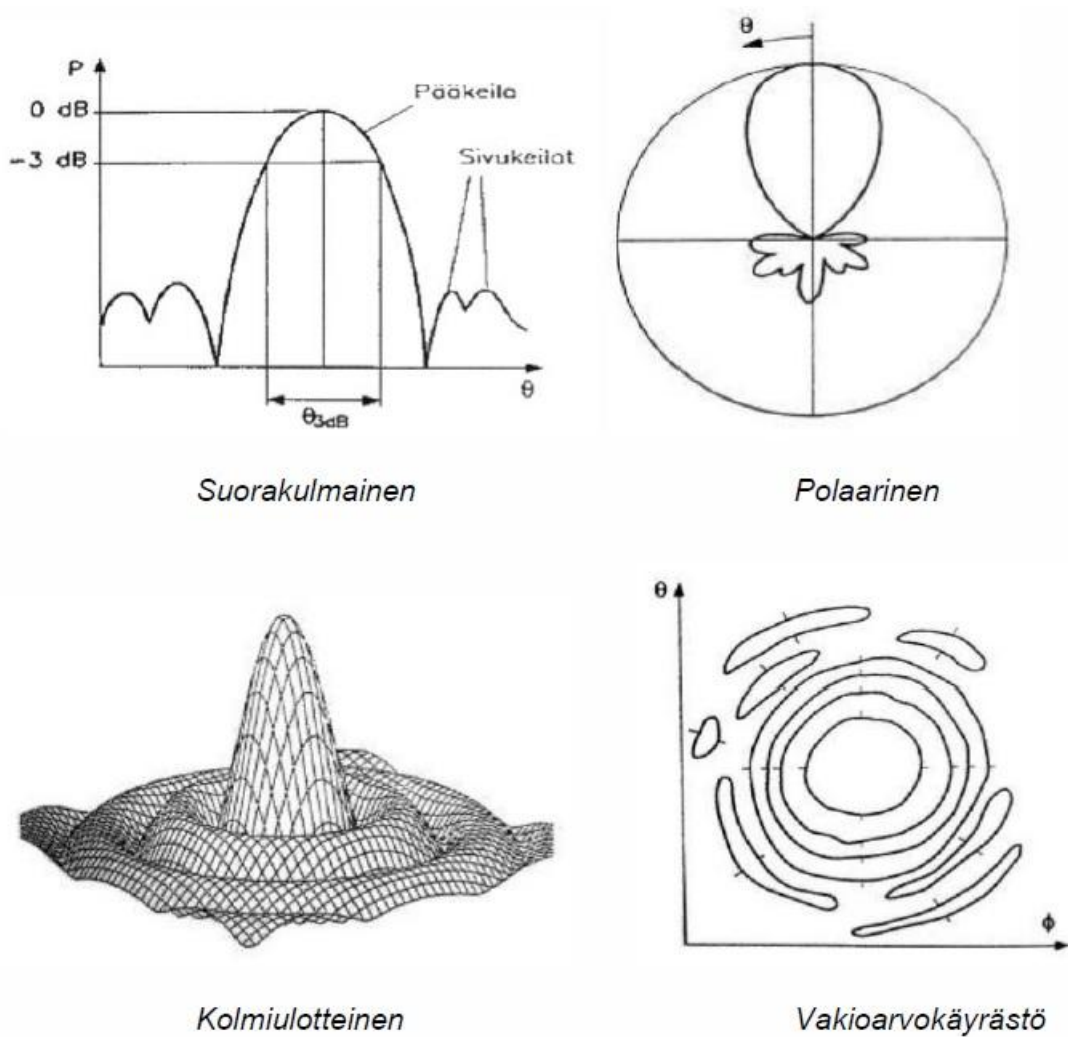 P
0 dB
-3 dB
Pääkeila
Sivukeilat
θ
θ3dB
θ
Suorakulmainen
Polaarinen
θ
ϕ
Kolmiulotteinen
Vakioarvokäyrästö